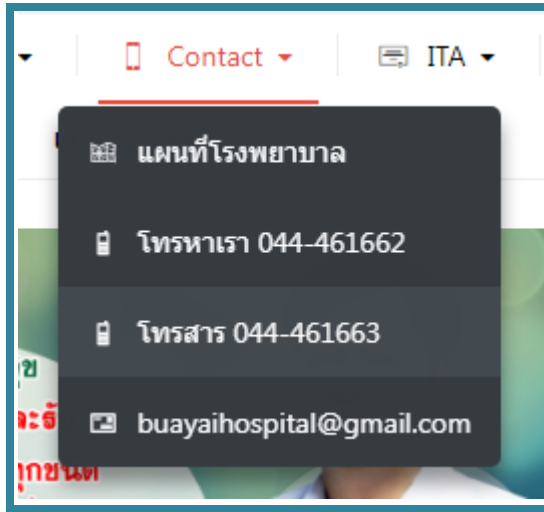 Contact
ITA
แผนที่โรงพยาบาล
โทรหาเรา 044-461662
โทรสาร 044-461663
buayaihospital@gmail.com